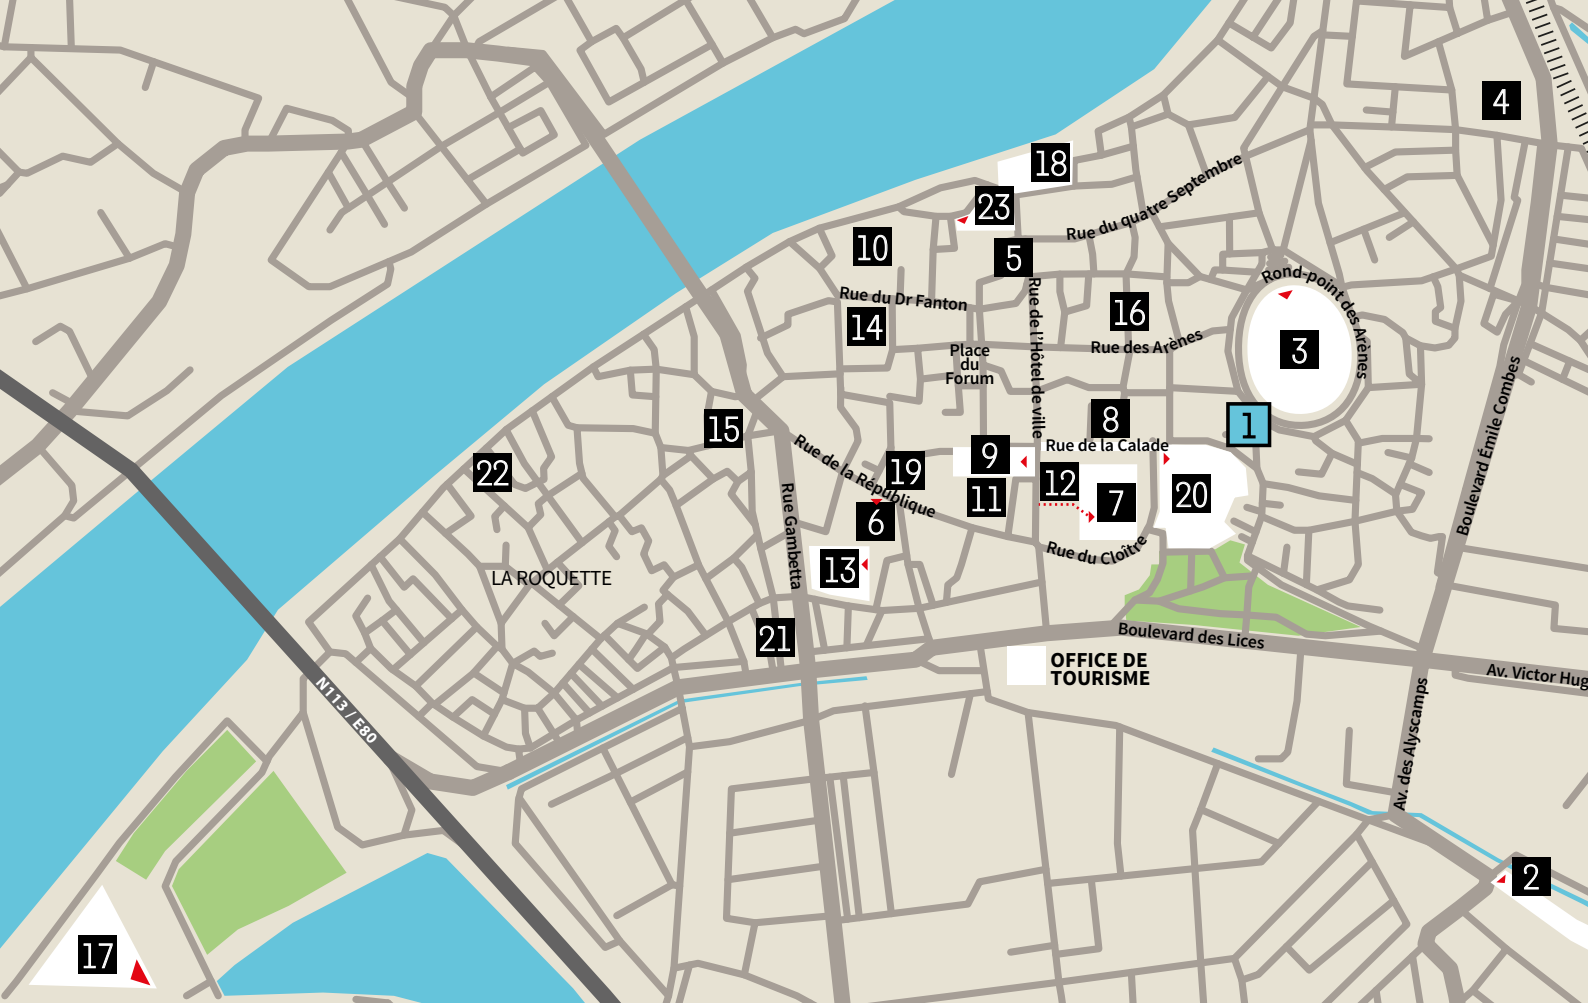 4
18
Rue du quatre Septembre
23
10
5
Rond-point des Arènes
Rue du Dr Fanton
16
14
Rue de l'Hôtel de ville
Rue des Arènes
3
Place
du
Forum
Boulevard Émile Combes
8
1
15
Rue de la Calade
9
Rue de la République
19
22
12
20
11
7
6
Rue Gambetta
Rue du Cloître
13
LA ROQUETTE
21
Boulevard des Lices
OFFICE DE
TOURISME
Av. Victor Hug
N113 / E80
Av. des Alyscamps
2
17